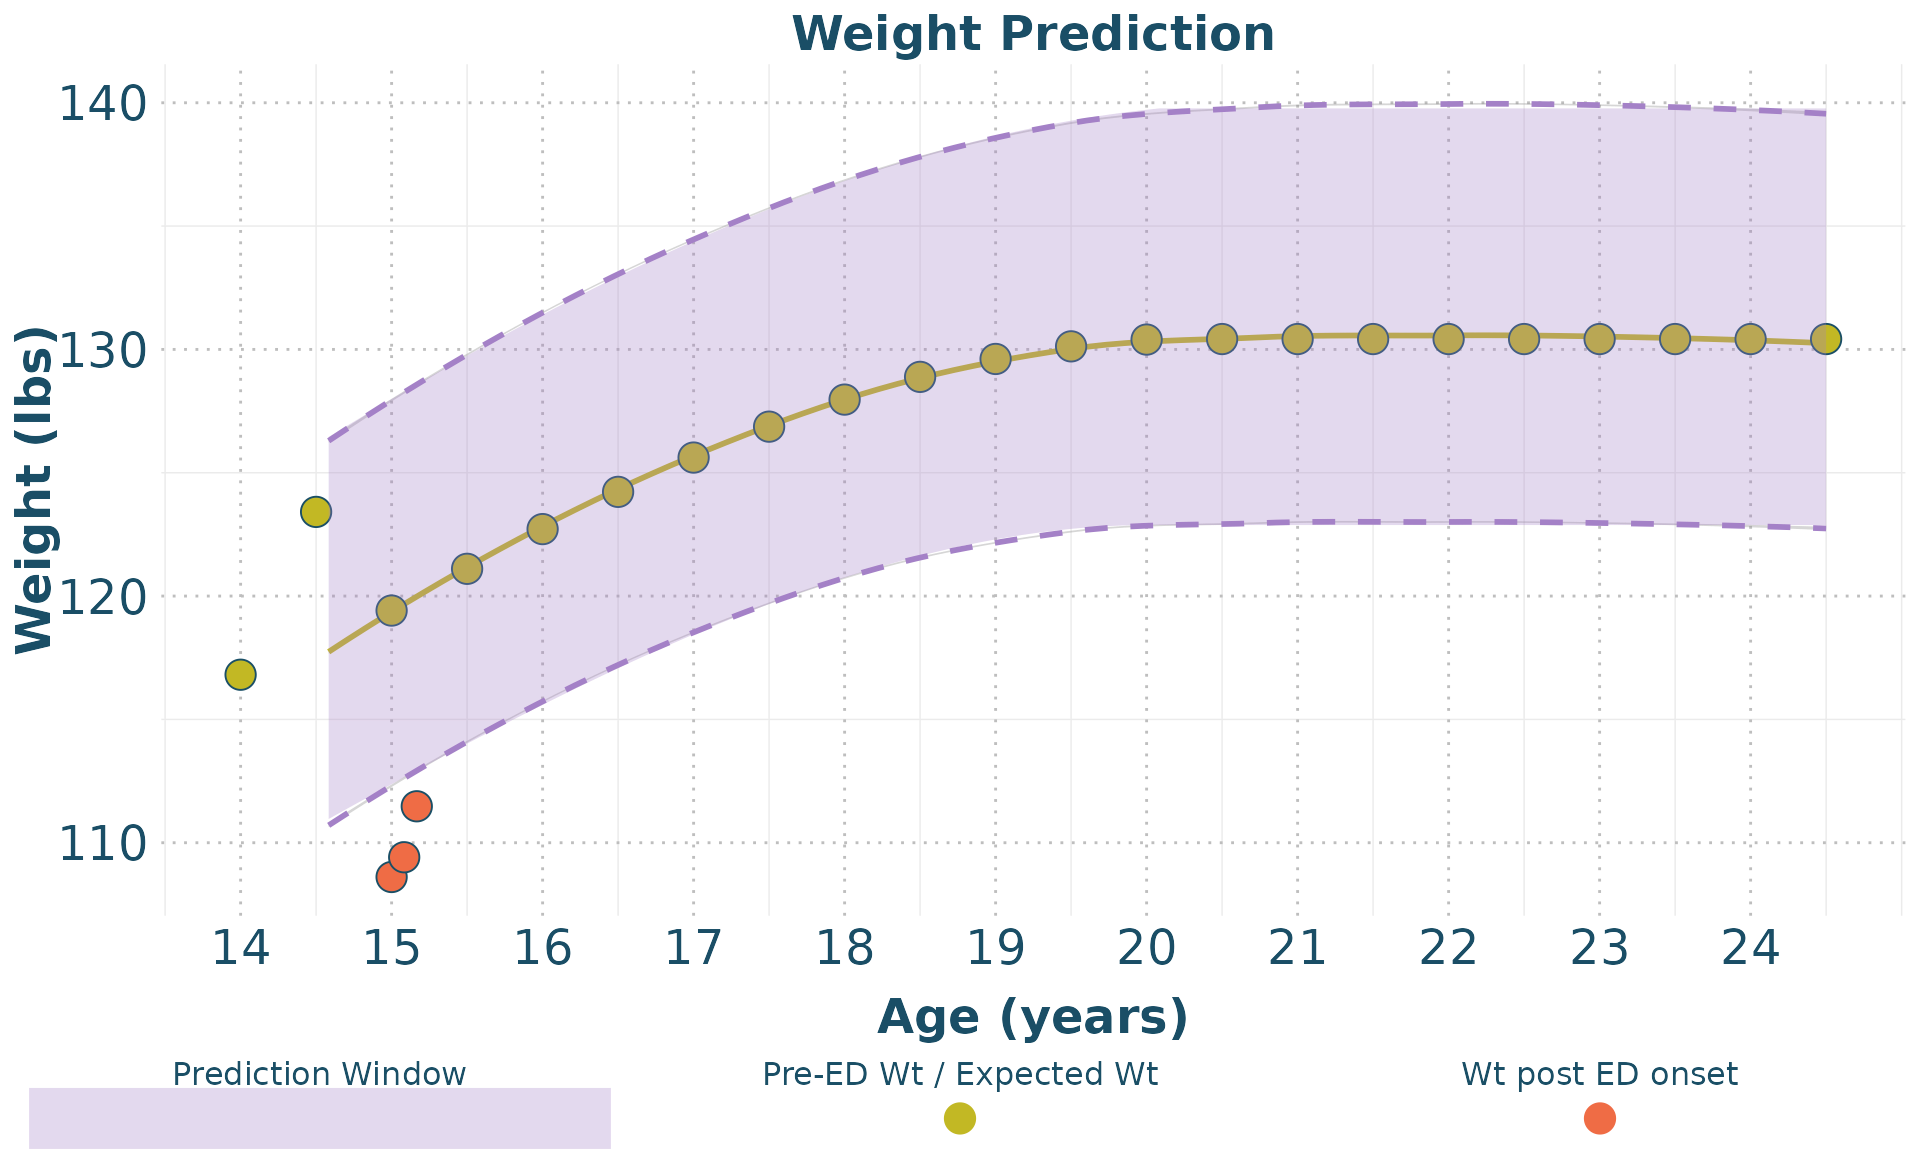 Weight Prediction
140
130
120
110
Weight (lbs)
14 15 16 17 18 19 20 21 22 23 24
Age (years)
Prediction Window
Pre-ED Wt / Expected Wt
Wt post ED onset